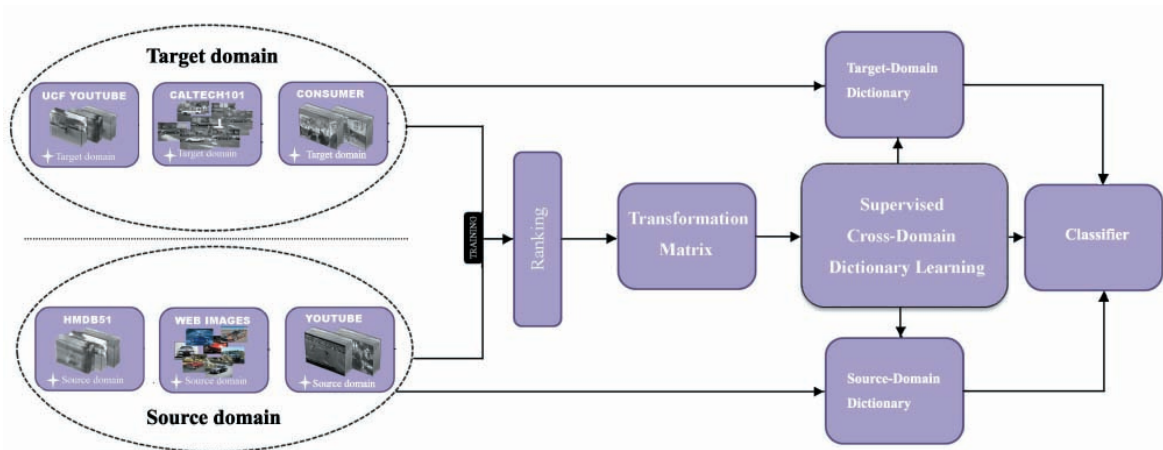 Target domain
UCF YOUTUBE
Target domain
CALTECH101
Target domain
CONSUMER
Target domain
HMDB51
Source domain
WEB IMAGES
Source domain
YOUTUBE
Source domain
Source domain
TRAINING
Ranking
Transformation
Matrix
Target-Domain
Dictionary
Supervised
Cross-Domain
Dictionary Learning
Source-Domain
Dictionary
Classifier